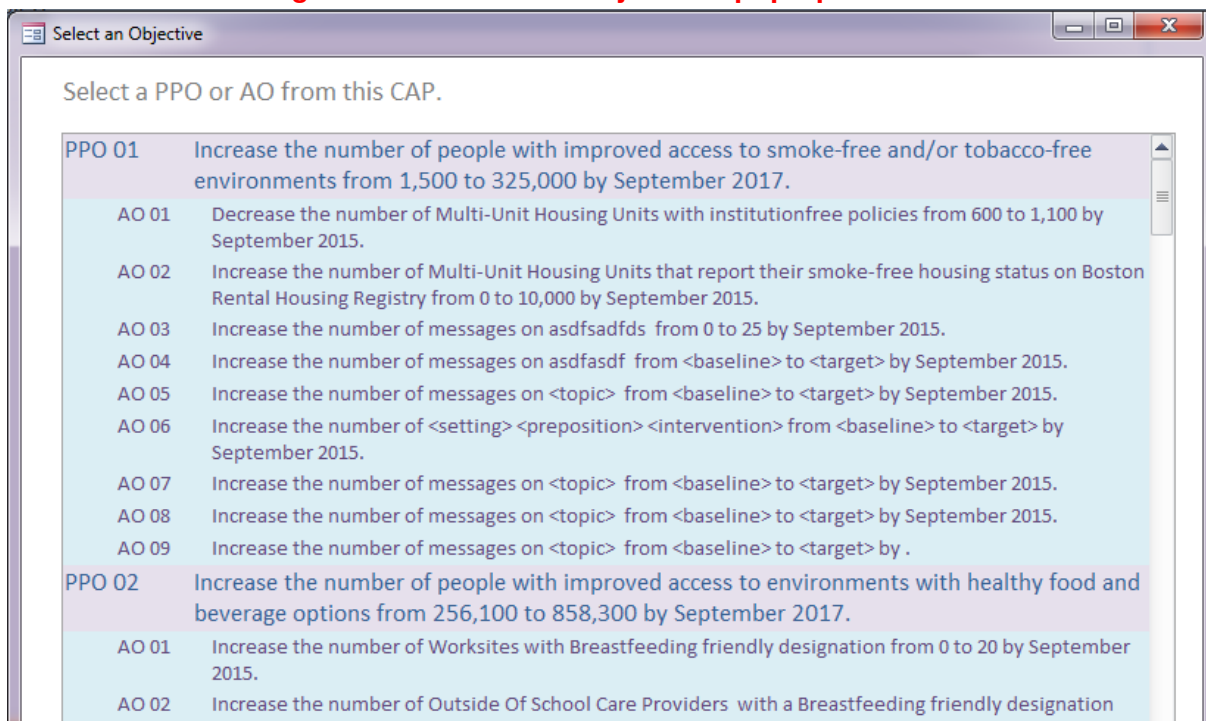 Select an Objective
Select a PPO or AO from this CAP.
PPO 01 Increase the number of people with improved access to smoke-free and/or tobacco-free
environments from 1,500 to 325,000 by September 2017.
AO 01 Decrease the number of Multi-Unit Housing Units with institutionfree policies from 600 to 1,100 by
September 2015.
AO 02 Increase the number of Multi-Unit Housing Units that report their smoke-free housing status on Boston
Rental Housing Registry from 0 to 10,000 by September 2015.
AO 03 Increase the number of messages on asdfsadfds from 0 to 25 by September 2015.
AO 04 Increase the number of messages on asdfasdf from <baseline> to <target> by September 2015.
AO 05 Increase the number of messages on <topic> from <baseline> to <target> by September 2015.
AO 06 Increase the number of <setting> <preposition> <intervention> from <baseline> to <target> by
September 2015.
AO 07 Increase the number of messages on <topic> from <baseline> to <target> by September 2015.
AO 08 Increase the number of messages on <topic> from <baseline> to <target> by September 2015.
AO 09 Increase the number of messages on <topic> from <baseline> to <target> by .
PPO 02 Increase the number of people with improved access to environments with healthy food and
beverage options from 256,100 to 858,300 by September 2017.
AO 01 Increase the number of Worksites with Breastfeeding friendly designation from 0 to 20 by September
2015.
AO 02 Increase the number of Outside Of School Care Providers with a Breastfeeding friendly designation